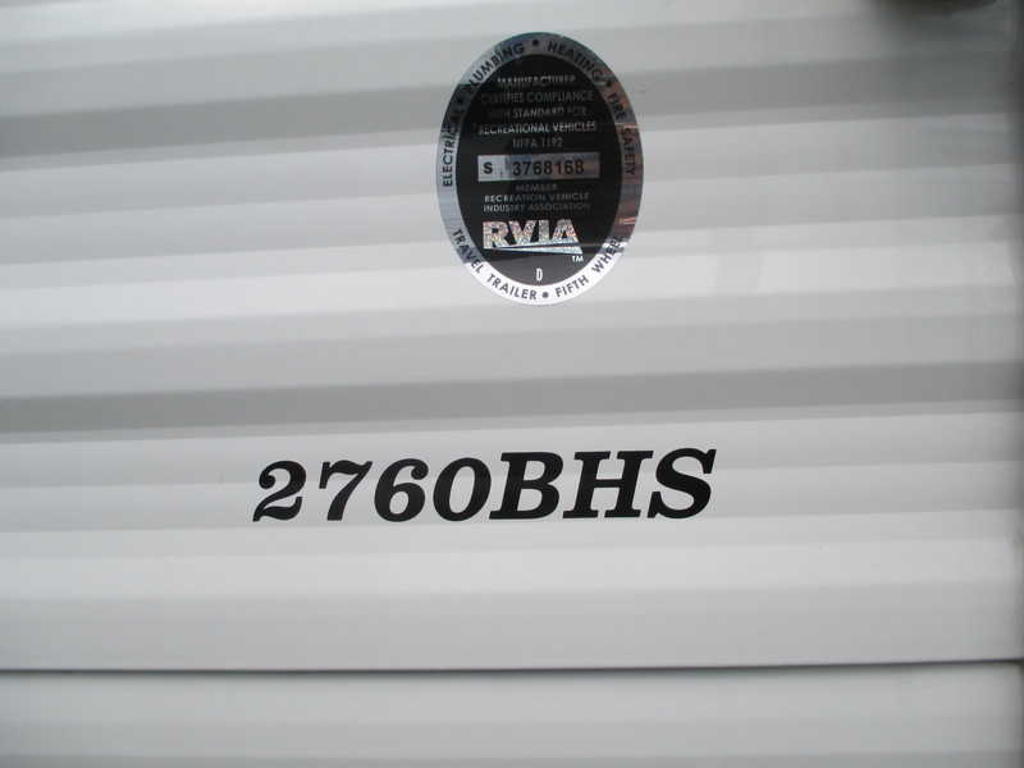 ELECTRICAL • PLUMBING • HEATING • FIRE SAFETY
MANUFACTURER
CERTIFIES COMPLIANCE
WITH STANDARD FOR
RECREATIONAL VEHICLES
NFPA 1192
S 3768168
MEMBER
RECREATION VEHICLE
INDUSTRY ASSOCIATION
RVIA
TM
D
TRAVEL TRAILER • FIFTH WHEEL
2760BHS